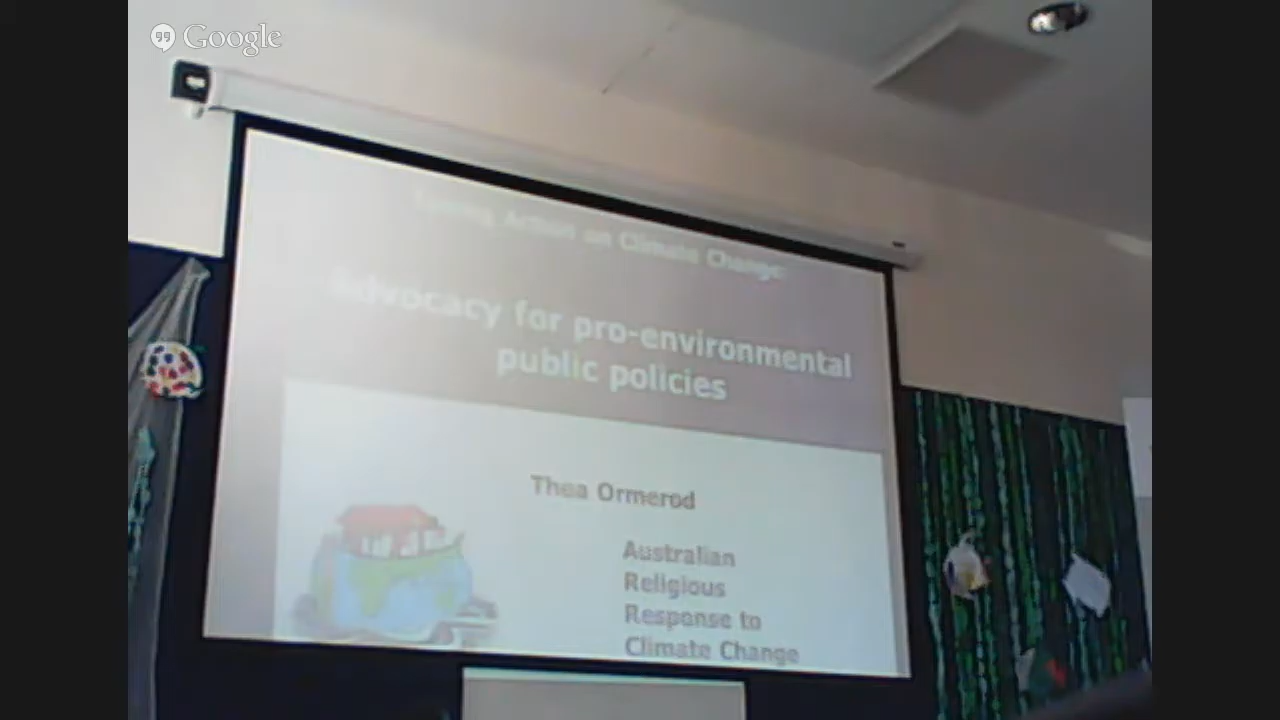 Google
Taking Action on Climate Change:
Advocacy for pro-environmental
public policies
Thea Ormerod
Australian
Religious
Response to
Climate Change